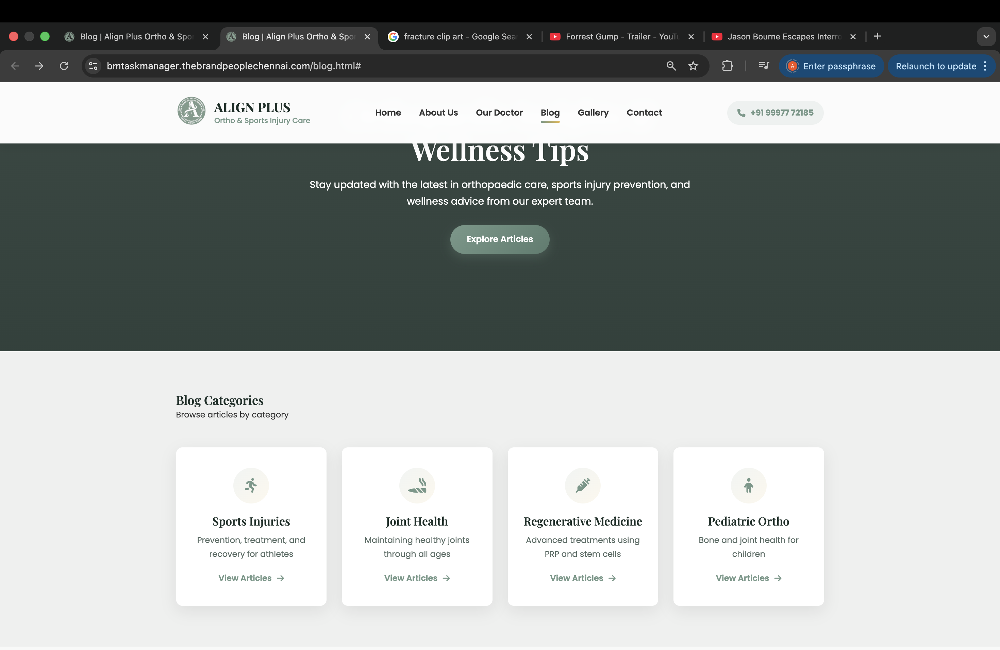 Blog | Align Plus Ortho & Spor
Blog | Align Plus Ortho & Spor
fracture clip art - Google Sear
Forrest Gump - Trailer - YouTu
Jason Bourne Escapes Interro
bmtaskmanager.thebrandpeoplechennai.com/blog.html#
A
Enter passphrase
Relaunch to update
ALIGN PLUS
Ortho & Sports Injury Care
Home
About Us
Our Doctor
Blog
Gallery
Contact
+91 99977 72185
Wellness Tips
Stay updated with the latest in orthopaedic care, sports injury prevention, and
wellness advice from our expert team.
Explore Articles
Blog Categories
Browse articles by category
Sports Injuries
Prevention, treatment, and
recovery for athletes
View Articles →
Joint Health
Maintaining healthy joints
through all ages
View Articles →
Regenerative Medicine
Advanced treatments using
PRP and stem cells
View Articles →
Pediatric Ortho
Bone and joint health for
children
View Articles →